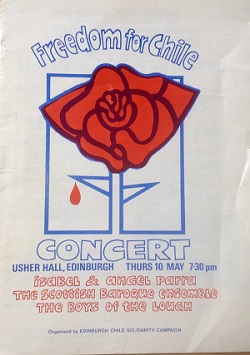 Freedom for Chile
CONCERT
USHER HALL, EDINBURGH THURS 10 MAY 7·30 pm
isabel & angel parra
the scottish baroque ensemble
the boys of the lough
Organised by EDINBURGH CHILE SOLIDARITY CAMPAIGN